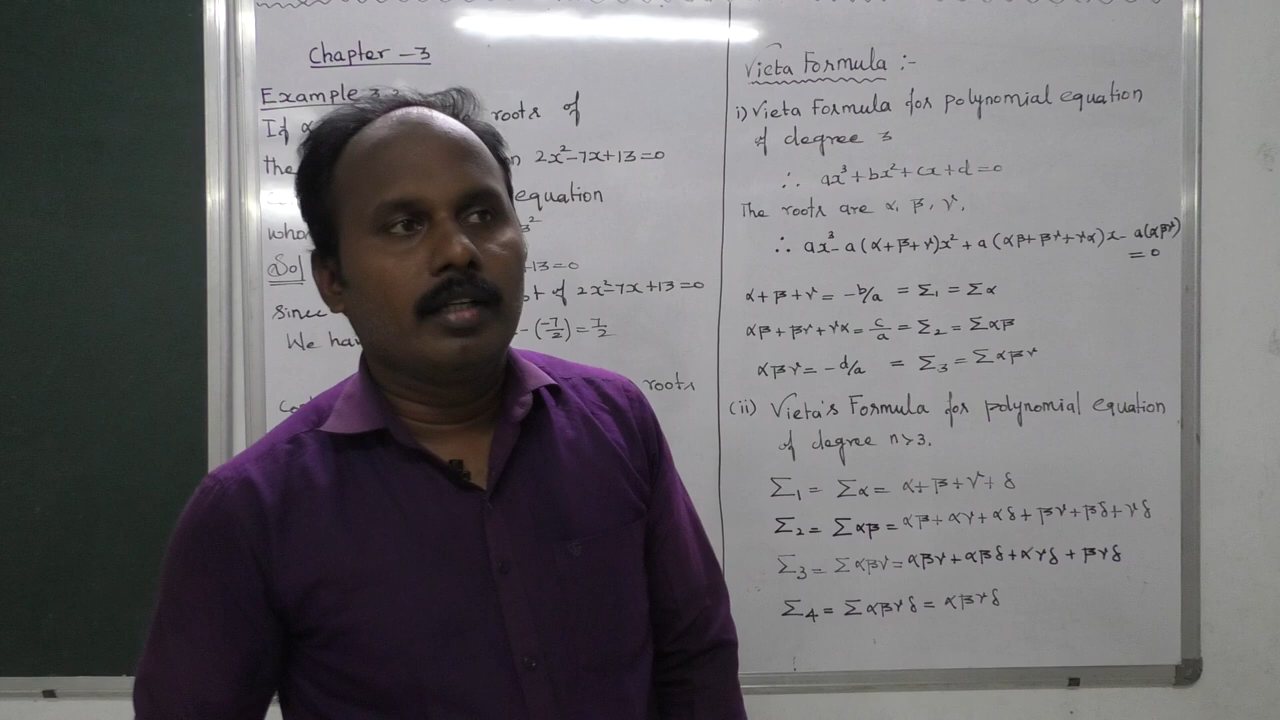 Chapter - 3
Example
If α roots of
the 2x²-7x+13=0
equation
who
Sol 13=0
since of 2x²-7x+13=0
We hav -(-7/2)=7/2
roots
Vieta Formula :-
i) Vieta Formula for polynomial equation
of degree 3
∴ ax³+bx²+cx+d=0
The roots are α, β, γ.
∴ ax³-a(α+β+γ)x²+a(αβ+βγ+γα)x-a(αβγ)
=0
α+β+γ=-b/a = Σ₁ = Σα
αβ+βγ+γα=c/a = Σ₂ = Σαβ
αβγ=-d/a = Σ₃ = Σαβγ
(ii) Vieta's Formula for polynomial equation
of degree n>3.
Σ₁ = Σα = α+β+γ+δ
Σ₂ = Σαβ = αβ+αγ+αδ+βγ+βδ+γδ
Σ₃ = Σαβγ = αβγ+αβδ+αγδ+βγδ
Σ₄ = Σαβγδ = αβγδ